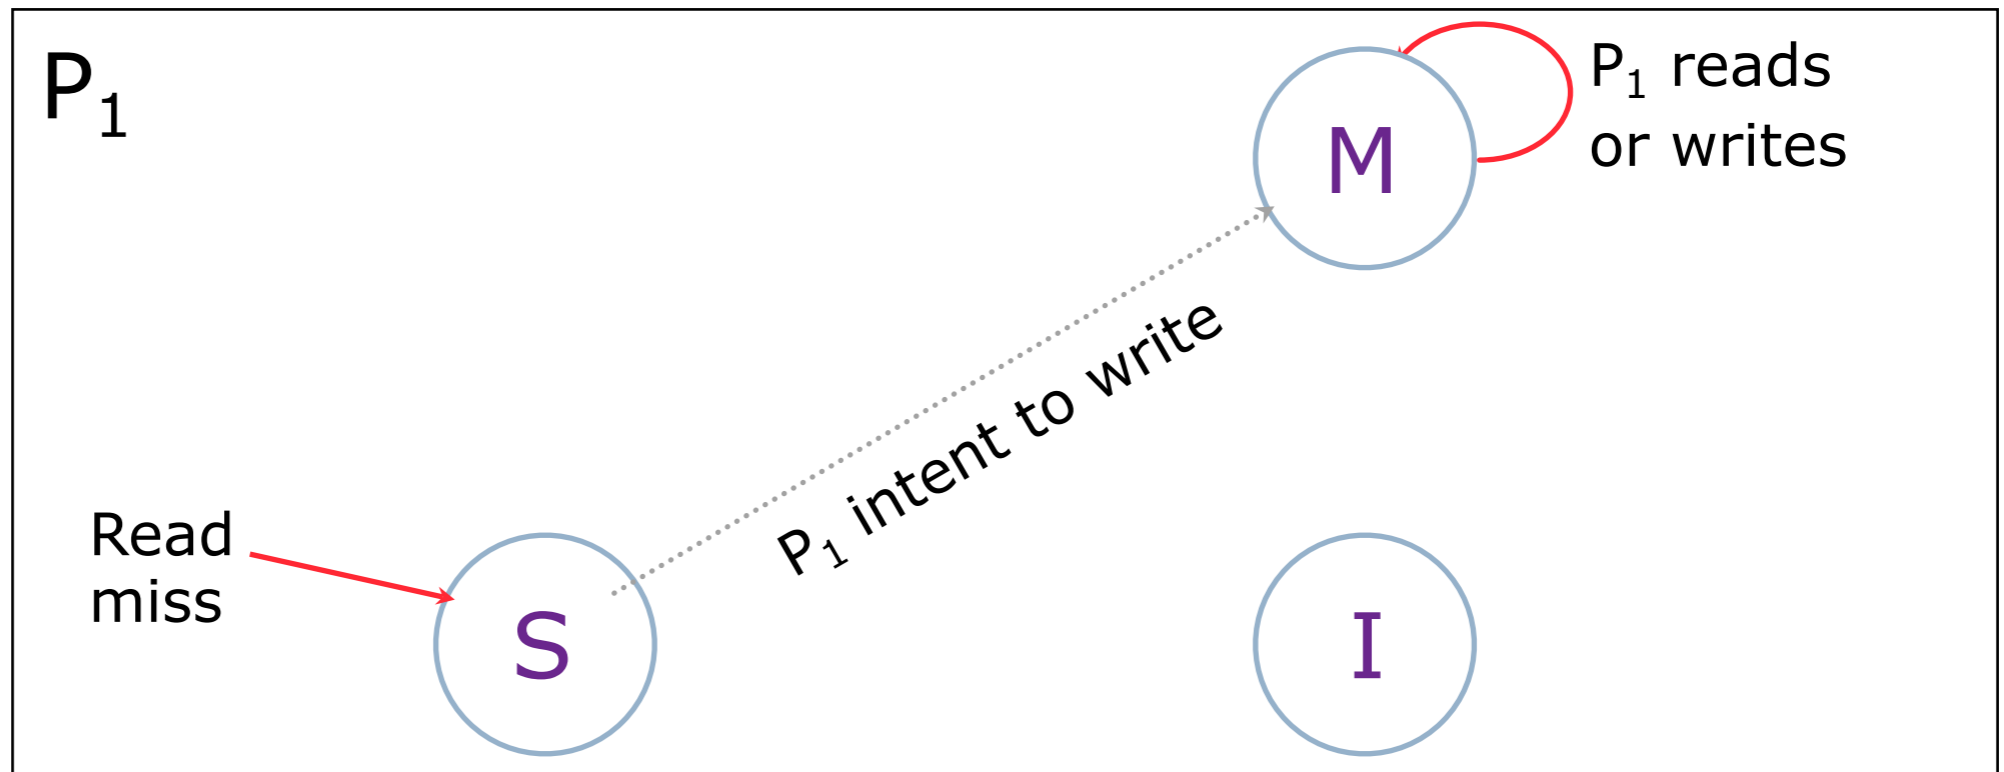 P₁
P₁ reads
or writes
M
P₁ intent to write
Read
miss
S
I